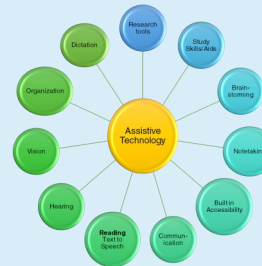 Assistive
Technology
Research
tools
Study
Skills/Aids
Brain-
storming
Notetakin
Built in
Accessibility
Commun-
ication
Reading
Text to
Speech
Hearing
Vision
Organization
Dictation